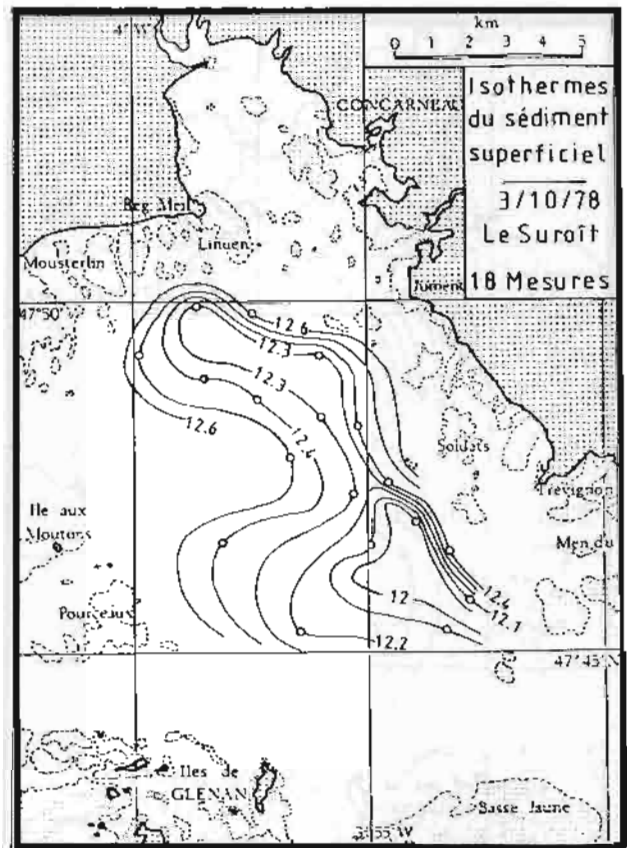 km
0 1 2 3 4 5
Isothermes
du sédiment
superficiel
3/10/78
Le Suroît
18 Mesures
CONCARNEAU
Beg Meil
Linuen
Mousterlin
Jument
47°50'
12.6
12.3
12.3
12.6
12.4
Soldats
Trévignon
Ile aux
Moutons
Men du
12
12.4
12.1
Pourceaux
12.2
47°45'N
Iles de
GLENAN
Basse Jaune
3°55'W